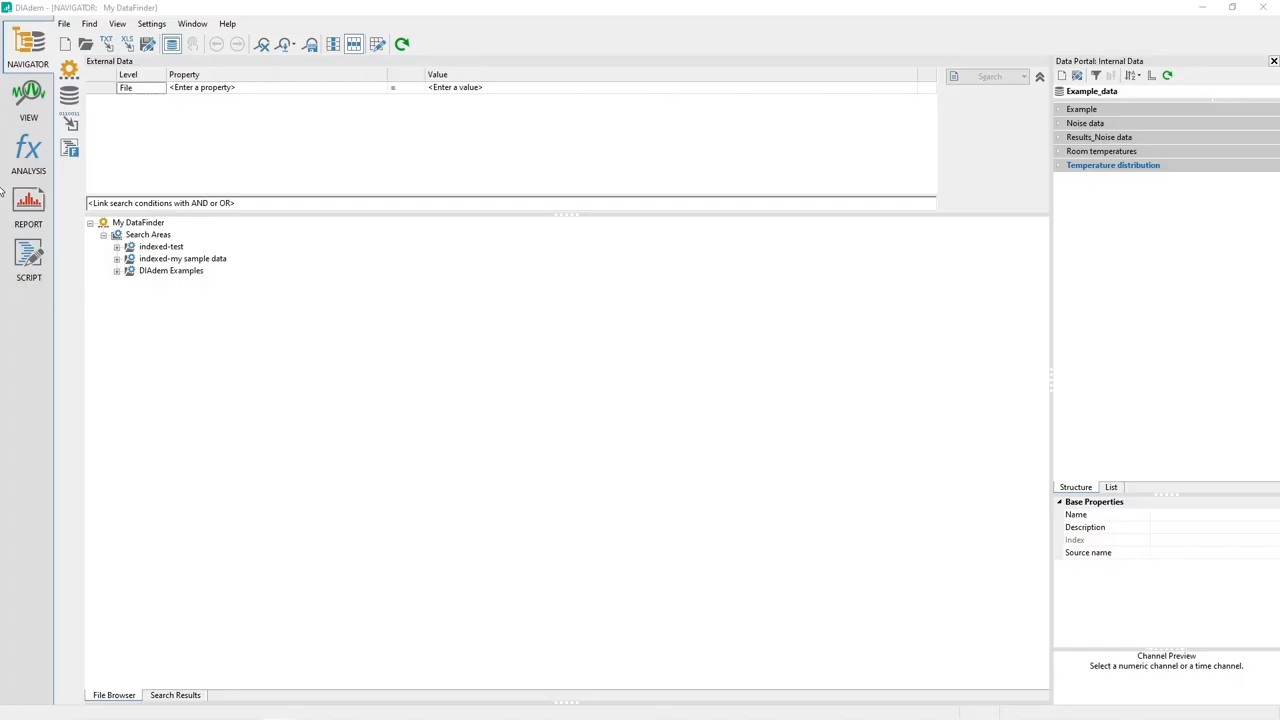 DIAdem - [NAVIGATOR: My DataFinder]
File Find View Settings Window Help
TXT XLS
NAVIGATOR
VIEW
fx
ANALYSIS
REPORT
SCRIPT
0110011
F
External Data
Level Property Value
File <Enter a property> = <Enter a value>
Search
<Link search conditions with AND or OR>
My DataFinder
Search Areas
indexed-test
indexed-my sample data
DIAdem Examples
File Browser Search Results
Data Portal: Internal Data
Example_data
Example
Noise data
Results_Noise data
Room temperatures
Temperature distribution
Structure List
Base Properties
Name
Description
Index
Source name
Channel Preview
Select a numeric channel or a time channel.